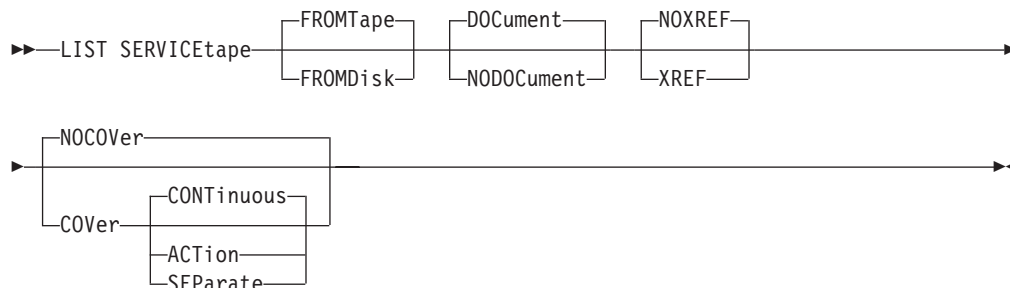 FROMTape DOCument NOXREF
LIST SERVICEtape
FROMDisk NODOCument XREF
NOCOVer
CONTinuous
COVer
ACTion
SEParate